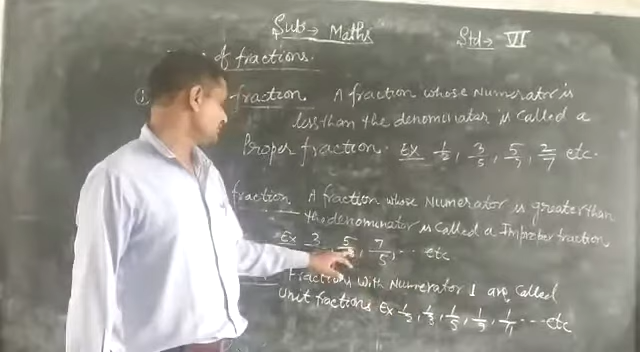 Sub:→ Maths
Std→ VI
of fractions.
① fraction A fraction whose Numerator is
less than the denominator is called a
Proper fraction. Ex 1/2, 3/5, 5/7, 2/7 etc.
fraction A fraction whose Numerator is greater than
the denominator is called a Improper fraction
Ex 3, 5, 7/5, ... etc
Fractions with Numerator 1 are called
Unit fractions Ex 1/2, 1/3, 1/5, 1/9, 1/7 ... etc